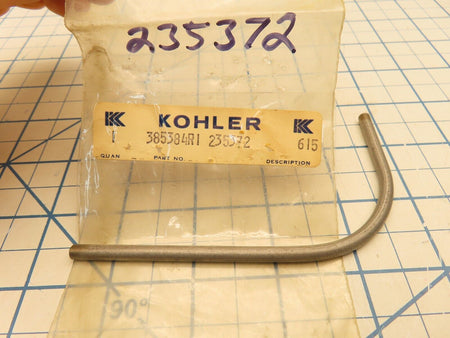 235372
K KOHLER K
1 385384R1 235372 615
QUAN PART NO. DESCRIPTION
90°